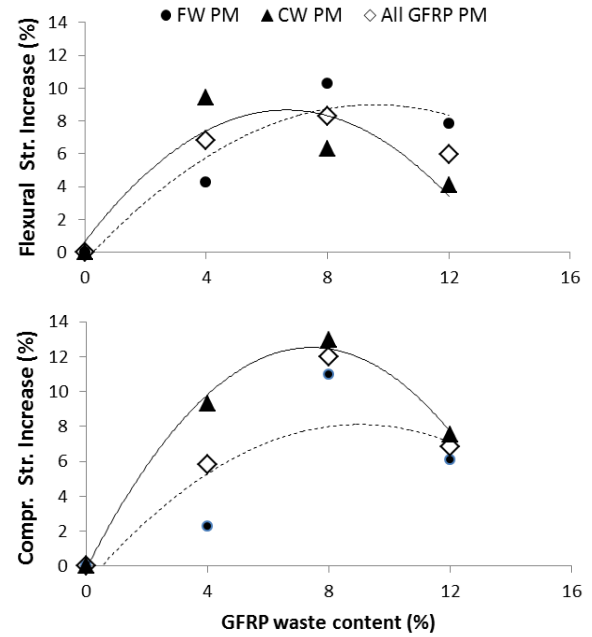 FW PM CW PM All GFRP PM
Flexural Str. Increase (%)
14
12
10
8
6
4
2
0
0 4 8 12 16
Compr. Str. Increase (%)
14
12
10
8
6
4
2
0
0 4 8 12 16
GFRP waste content (%)